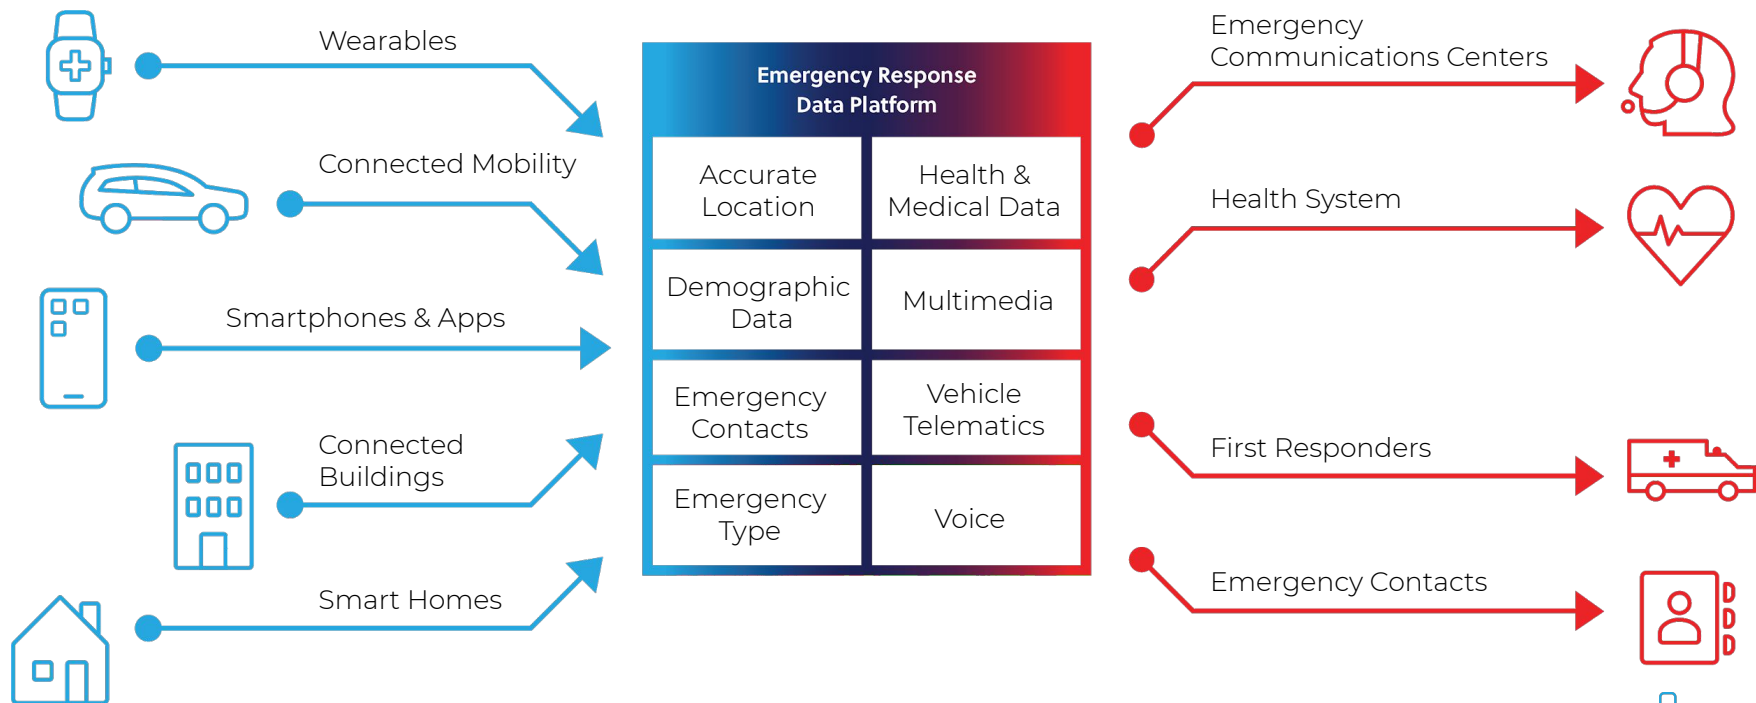 Wearables
Connected Mobility
Smartphones & Apps
Connected
Buildings
Smart Homes
Emergency Response
Data Platform
Accurate
Location
Health &
Medical Data
Demographic
Data
Multimedia
Emergency
Contacts
Vehicle
Telematics
Emergency
Type
Voice
Emergency
Communications Centers
Health System
First Responders
Emergency Contacts